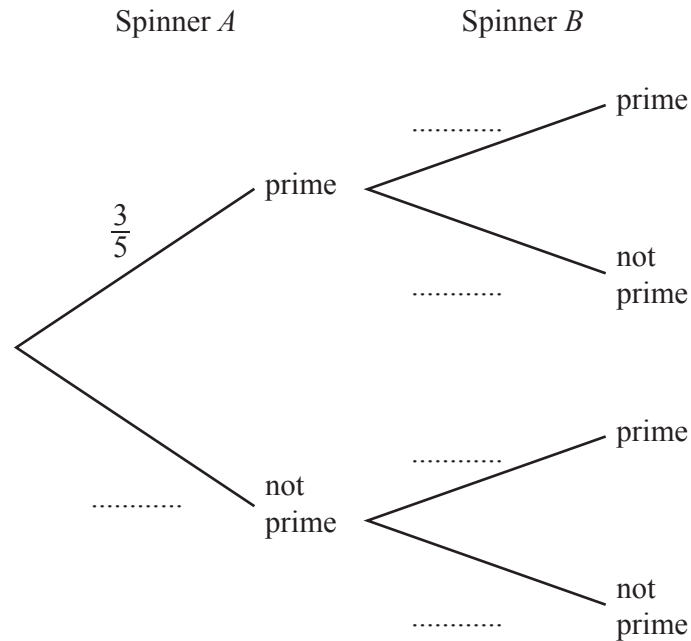 Spinner A
Spinner B
prime
............
prime
3
5
not
prime
............
prime
............
not
prime
............
not
prime
............